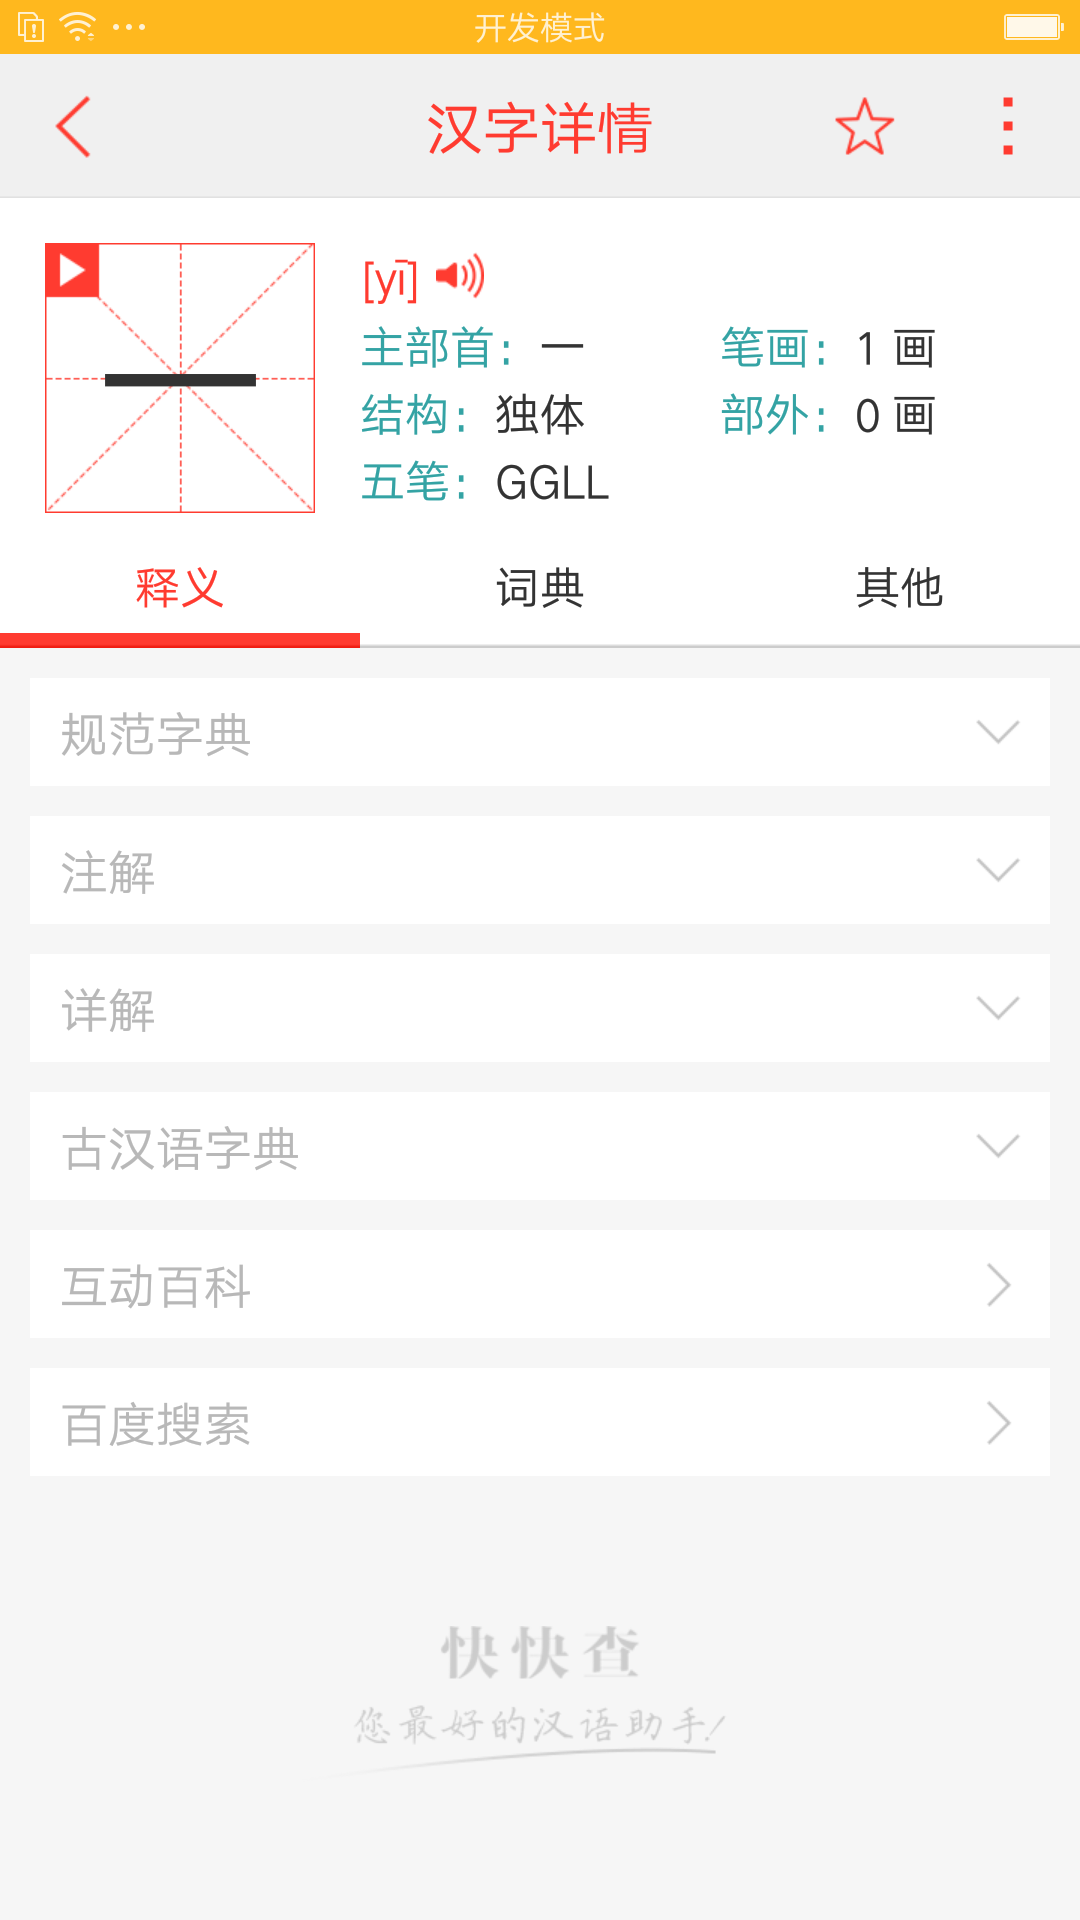 开发模式
汉字详情
一
[yī]
主部首：一 笔画：1 画
结构：独体 部外：0 画
五笔：GGLL
释义 词典 其他
规范字典
注解
详解
古汉语字典
互动百科
百度搜索
快快查
您最好的汉语助手!